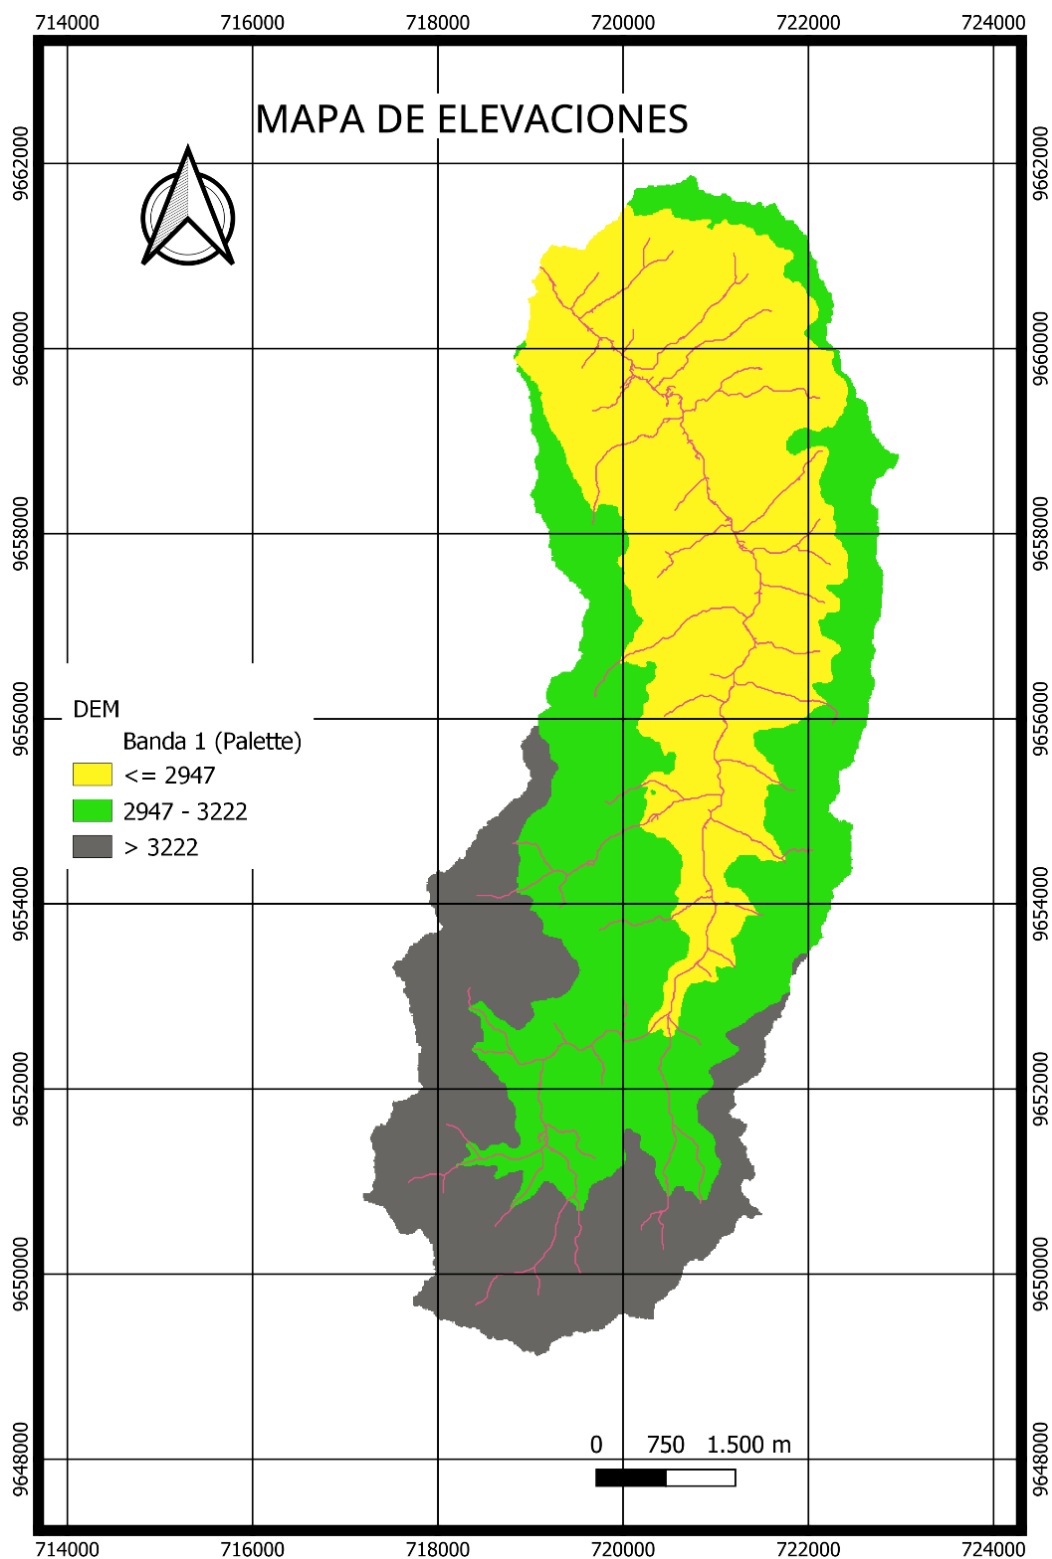 714000 716000 718000 720000 722000 724000
MAPA DE ELEVACIONES
9662000 9662000
9660000 9660000
9658000 9658000
9656000 9656000
DEM
Banda 1 (Palette)
<= 2947
2947 - 3222
> 3222
9654000 9654000
9652000 9652000
9650000 9650000
0 750 1.500 m
9648000 9648000
714000 716000 718000 720000 722000 724000